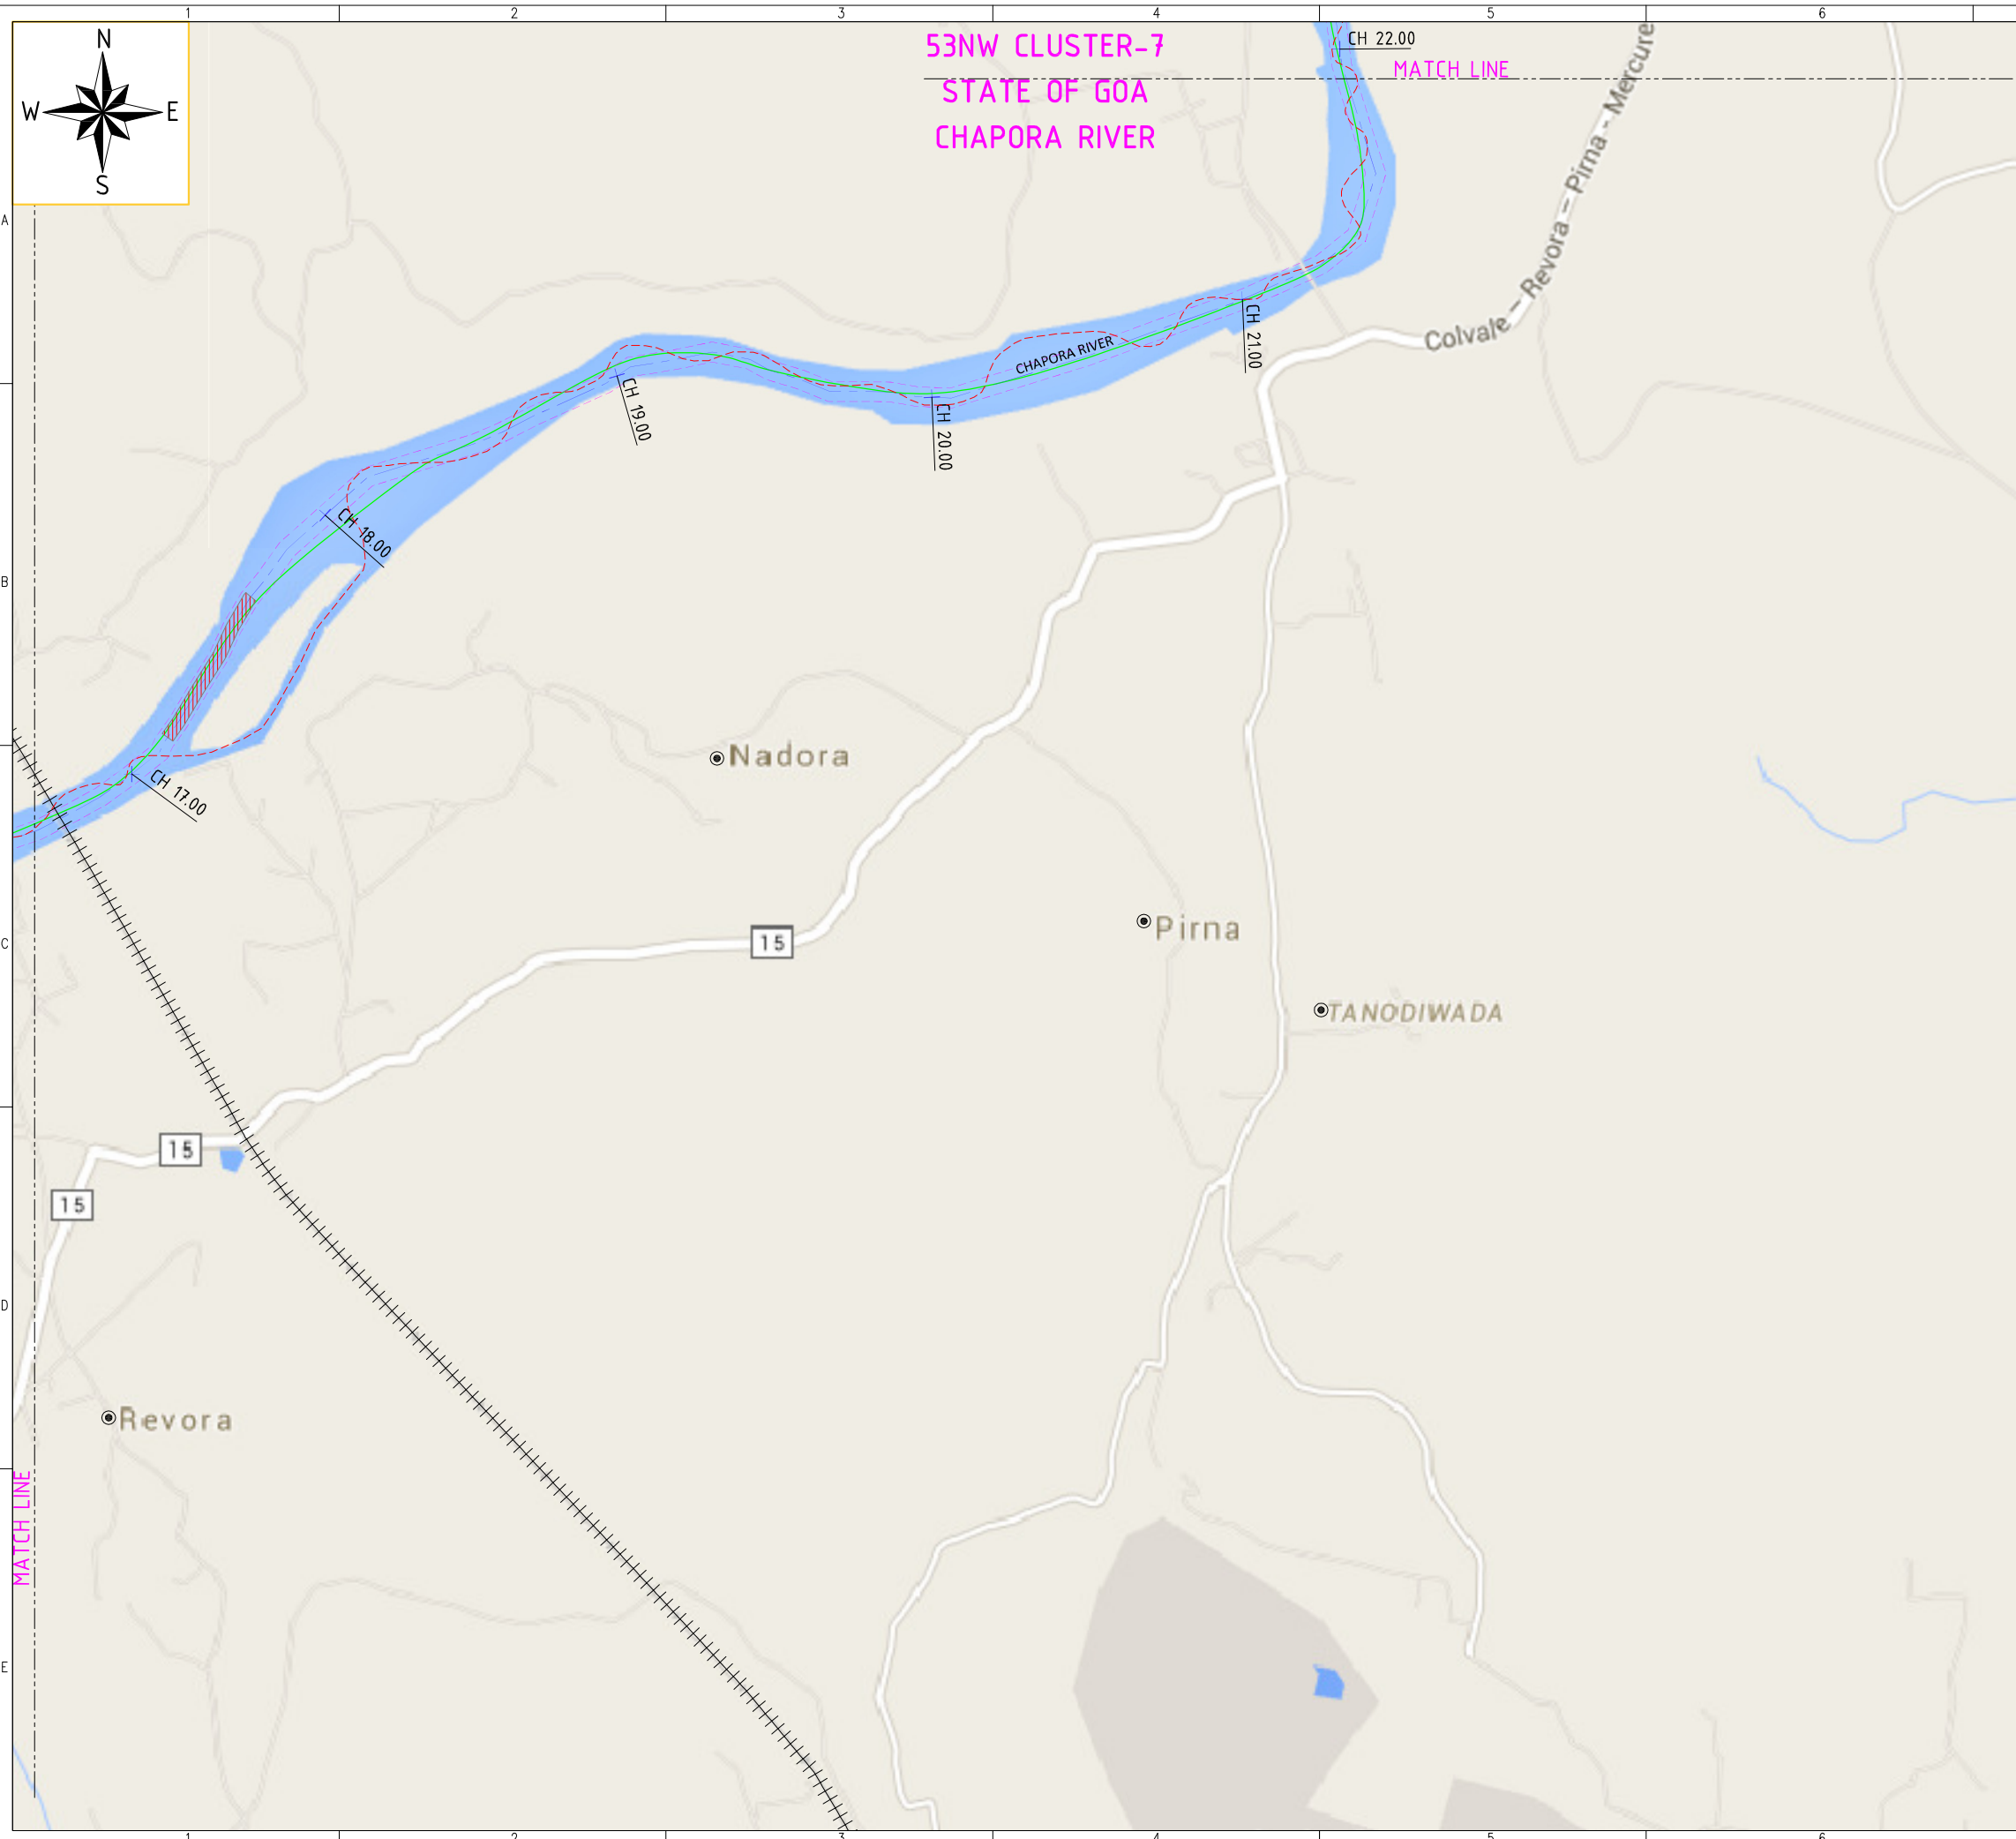 1 2 3 4 5 6
N
W E
S
53NW CLUSTER-7
STATE OF GOA
CHAPORA RIVER
CH 22.00
MATCH LINE
Colvale – Revora – Pirna – Mercure
A
CH 21.00
CHAPORA RIVER
CH 19.00
CH 20.00
CH 18.00
B
Nadora
CH 17.00
Pirna
C
15
TANODIWADA
15
15
D
Revora
MATCH LINE
E
1 2 3 4 5 6